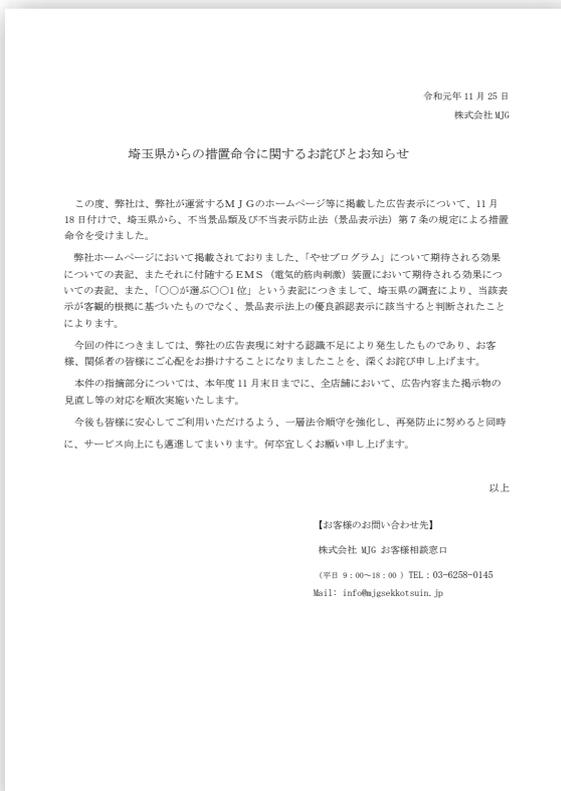 令和元年 11 月 25 日
株式会社 MJG
埼玉県からの措置命令に関するお詫びとお知らせ
この度、弊社は、弊社が運営するＭＪＧのホームページ等に掲載した広告表示について、11 月
18 日付けで、埼玉県から、不当景品類及び不当表示防止法（景品表示法）第７条の規定による措置
命令を受けました。
弊社ホームページにおいて掲載されておりました、「やせプログラム」について期待される効果
についての表記、またそれに付随するＥＭＳ（電気的筋肉刺激）装置において期待される効果につ
いての表記、また、「〇〇が選ぶ〇〇1 位」という表記につきまして、埼玉県の調査により、当該表
示が客観的根拠に基づいたものでなく、景品表示法上の優良誤認表示に該当すると判断されたこと
によります。
今回の件につきましては、弊社の広告表現に対する認識不足により発生したものであり、お客
様、関係者の皆様にご心配をお掛けすることになりましたことを、深くお詫び申し上げます。
本件の指摘部分については、本年度 11 月末日までに、全店舗において、広告内容また掲示物の
見直し等の対応を順次実施いたします。
今後も皆様に安心してご利用いただけるよう、一層法令順守を強化し、再発防止に努めると同時
に、サービス向上にも邁進してまいります。何卒宜しくお願い申し上げます。
以上
【お客様のお問い合わせ先】
株式会社 MJG お客様相談窓口
（平日 9：00～18：00 ）TEL：03-6258-0145
Mail: info@mjgsekkotsuin.jp